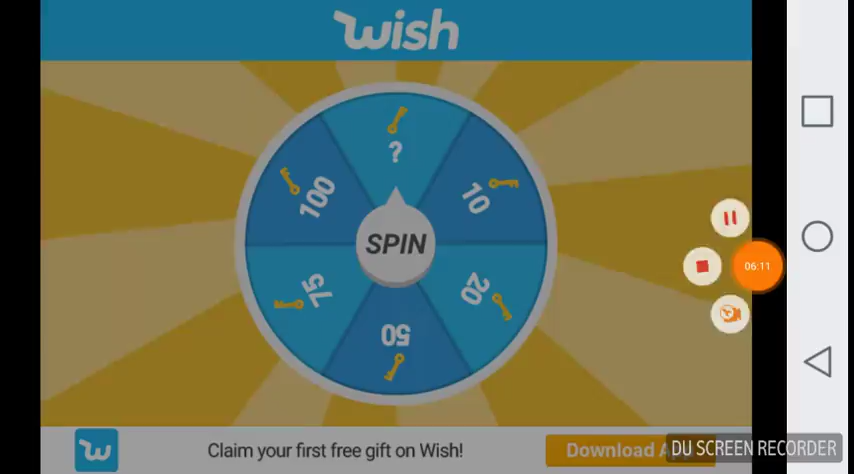 wish
?
100
10
SPIN
75
20
50
06:11
w
Claim your first free gift on Wish!
Download
DU SCREEN RECORDER